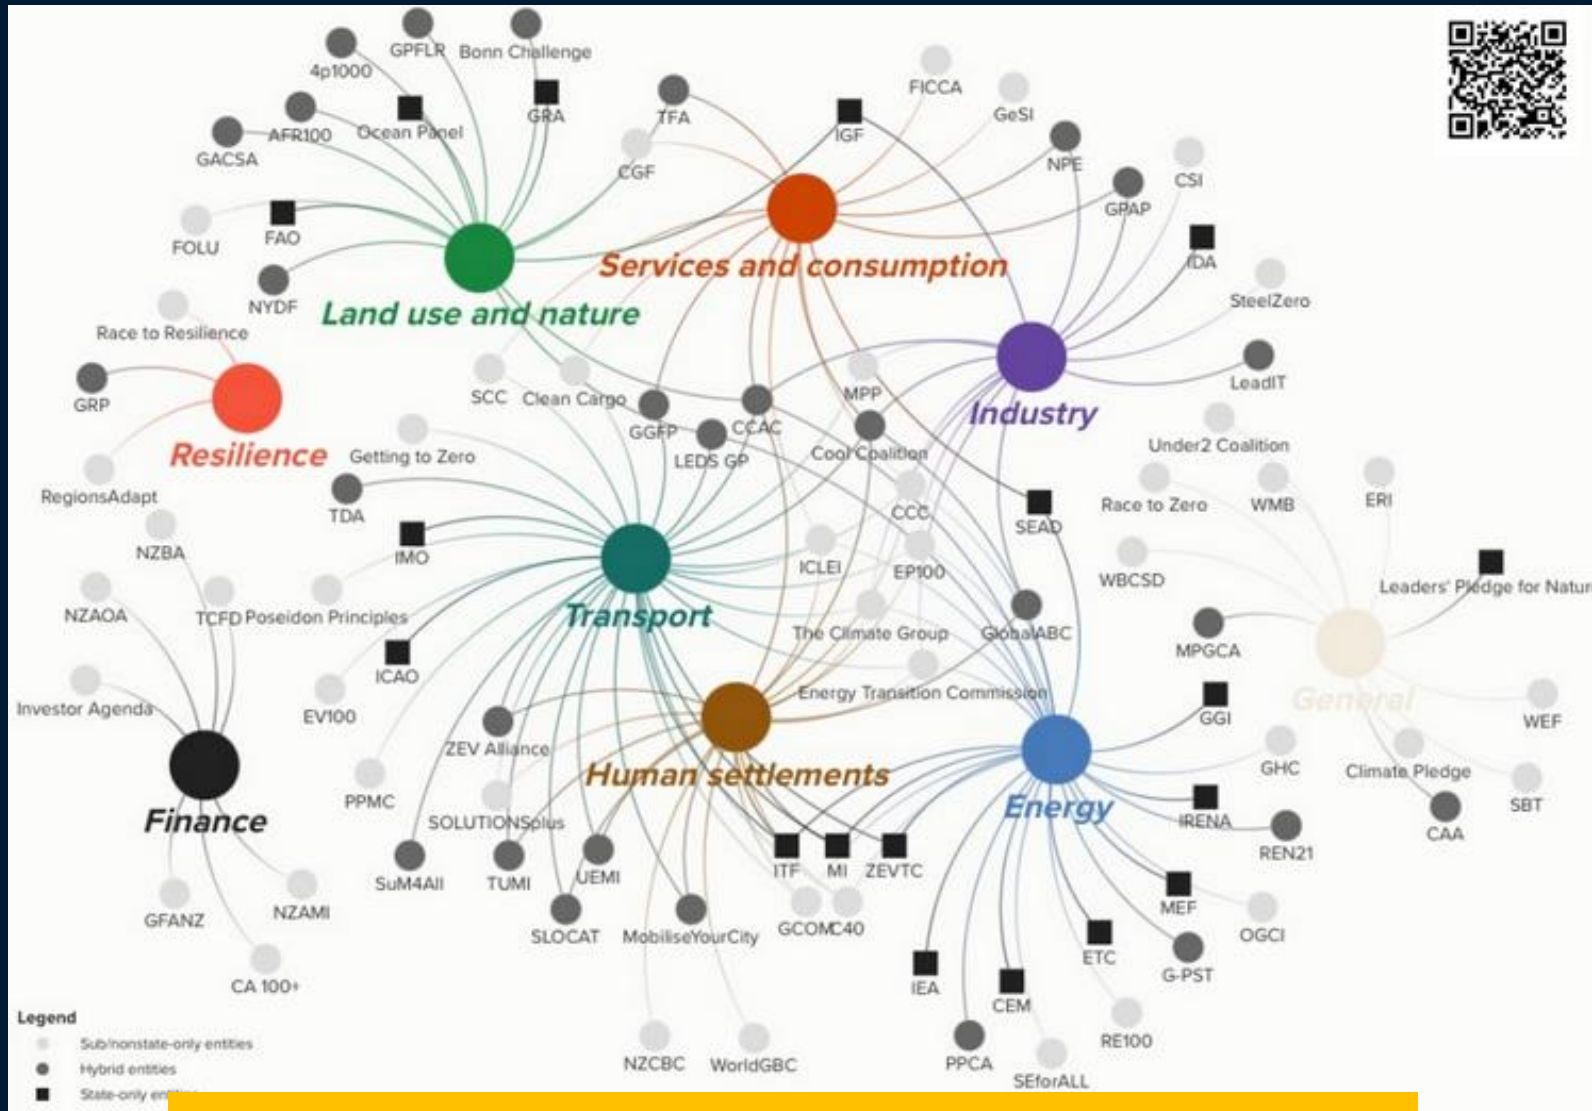 GPFLR
Bonn Challenge
4p1000
FICCA
GeSI
TFA
GRA
IGF
AFR100
Ocean Panel
GACSA
NPE
CGF
CSI
GPAP
FOLU
FAO
IDA
Services and consumption
NYDF
SteelZero
Land use and nature
Race to Resilience
LeadIT
GRP
SCC
Clean Cargo
MPP
Industry
GGFP
CCAC
Resilience
Getting to Zero
LEDS GP
Cool Coalition
Under2 Coalition
RegionsAdapt
TDA
CCC
Race to Zero
WMB
ERI
SEAD
NZBA
IMO
ICLEI
EP100
WBCSD
Leaders' Pledge for Natur
NZAOA
TCFD
Poseidon Principles
Transport
The Climate Group
GlobalABC
MPGCA
ICAO
Energy Transition Commission
General
Investor Agenda
EV100
GGI
WEF
ZEV Alliance
Human settlements
GHC
Climate Pledge
PPMC
Energy
SBT
Finance
SOLUTIONSplus
IRENA
CAA
REN21
SuM4All
TUMI
UEMI
ITF
MI
ZEVTC
GFANZ
NZAMI
MEF
SLOCAT
MobiliseYourCity
GCOM
C40
OGCI
ETC
G-PST
CA 100+
IEA
CEM
RE100
NZCBC
WorldGBC
PPCA
SEforALL
Legend
Sub/nonstate-only entities
Hybrid entities
State-only